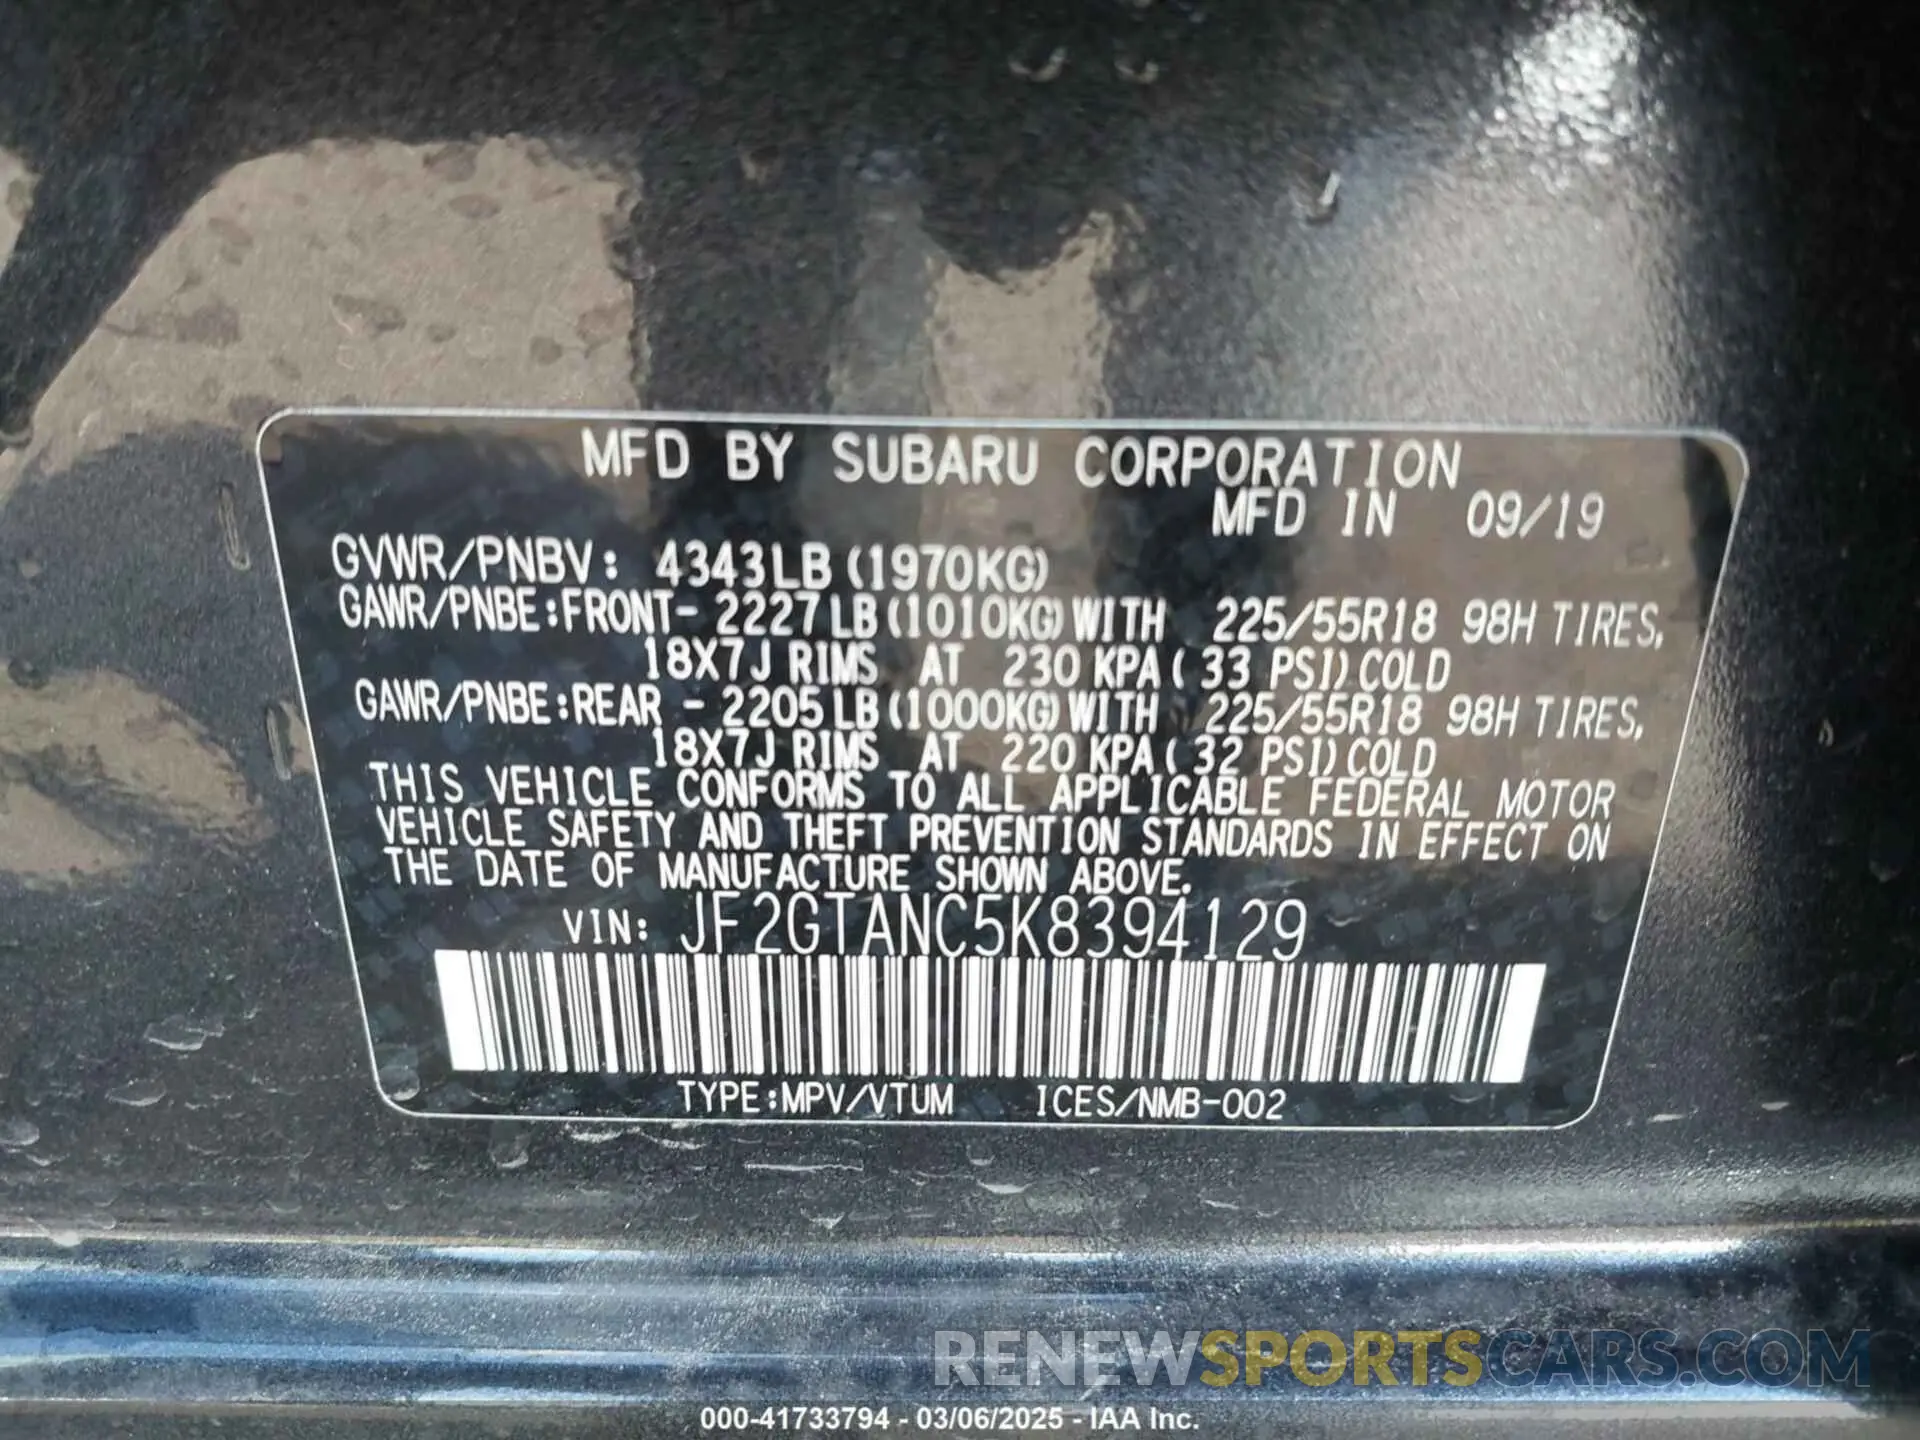 MFD BY SUBARU CORPORATION
MFD IN 09/19
GVWR/PNBV: 4343LB (1970KG)
GAWR/PNBE:FRONT- 2227LB(1010KG)WITH 225/55R18 98H TIRES,
18X7J RIMS AT 230 KPA( 33 PSI)COLD
GAWR/PNBE:REAR - 2205LB(1000KG)WITH 225/55R18 98H TIRES,
18X7J RIMS AT 220 KPA( 32 PSI)COLD
THIS VEHICLE CONFORMS TO ALL APPLICABLE FEDERAL MOTOR
VEHICLE SAFETY AND THEFT PREVENTION STANDARDS IN EFFECT ON
THE DATE OF MANUFACTURE SHOWN ABOVE.
VIN: JF2GTANC5K8394129
TYPE:MPV/VTUM ICES/NMB-002
RENEWSPORTSCARS.COM
000-41733794 - 03/06/2025 - IAA Inc.